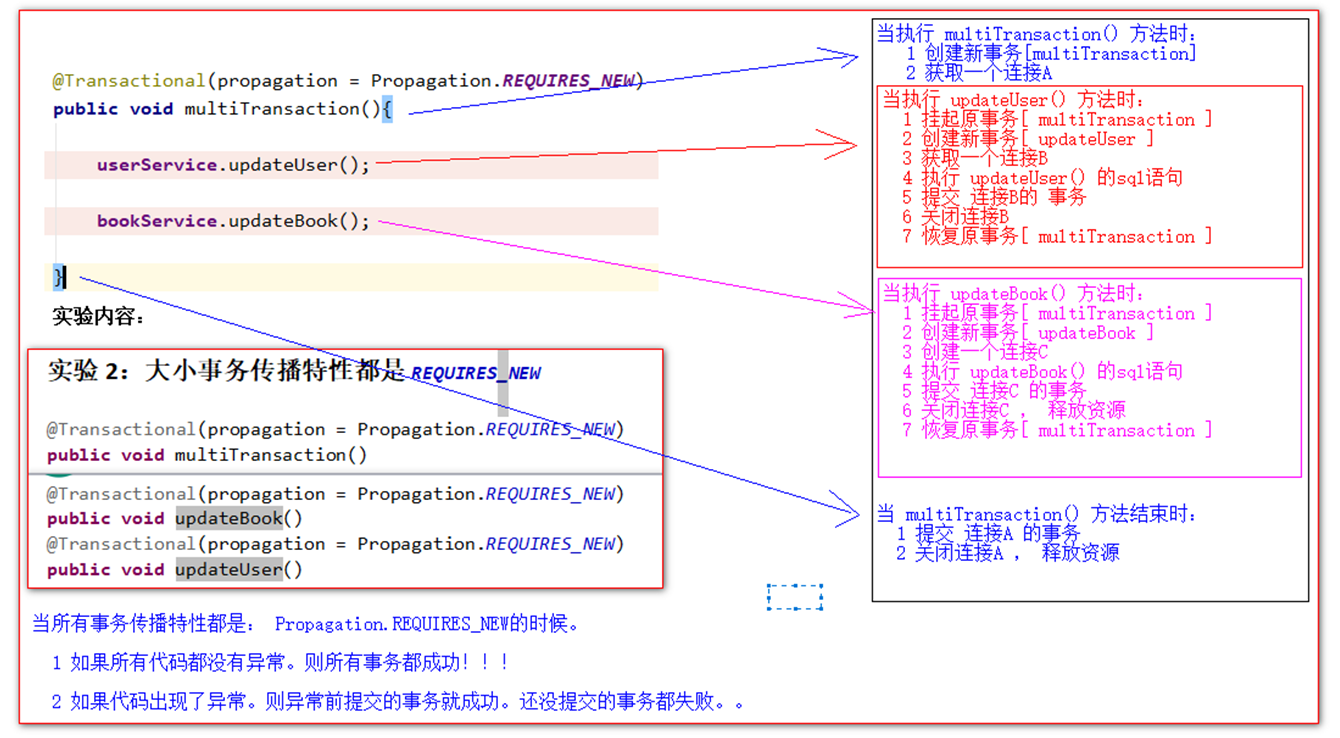 @Transactional(propagation = Propagation.REQUIRES_NEW)
public void multiTransaction(){
userService.updateUser();
bookService.updateBook();
}
实验内容：
实验 2：大小事务传播特性都是 REQUIRES_NEW
@Transactional(propagation = Propagation.REQUIRES_NEW)
public void multiTransaction()
@Transactional(propagation = Propagation.REQUIRES_NEW)
public void updateBook()
@Transactional(propagation = Propagation.REQUIRES_NEW)
public void updateUser()
当执行 multiTransaction() 方法时：
1 创建新事务[multiTransaction]
2 获取一个连接A
当执行 updateUser() 方法时：
1 挂起原事务[ multiTransaction ]
2 创建新事务[ updateUser ]
3 获取一个连接B
4 执行 updateUser() 的sql语句
5 提交 连接B的 事务
6 关闭连接B
7 恢复原事务[ multiTransaction ]
当执行 updateBook() 方法时：
1 挂起原事务[ multiTransaction ]
2 创建新事务[ updateBook ]
3 创建一个连接C
4 执行 updateBook() 的sql语句
5 提交 连接C 的事务
6 关闭连接C ， 释放资源
7 恢复原事务[ multiTransaction ]
当 multiTransaction() 方法结束时：
1 提交 连接A 的事务
2 关闭连接A ， 释放资源
当所有事务传播特性都是： Propagation.REQUIRES_NEW的时候。
1 如果所有代码都没有异常。则所有事务都成功！！！
2 如果代码出现了异常。则异常前提交的事务就成功。还没提交的事务都失败。。